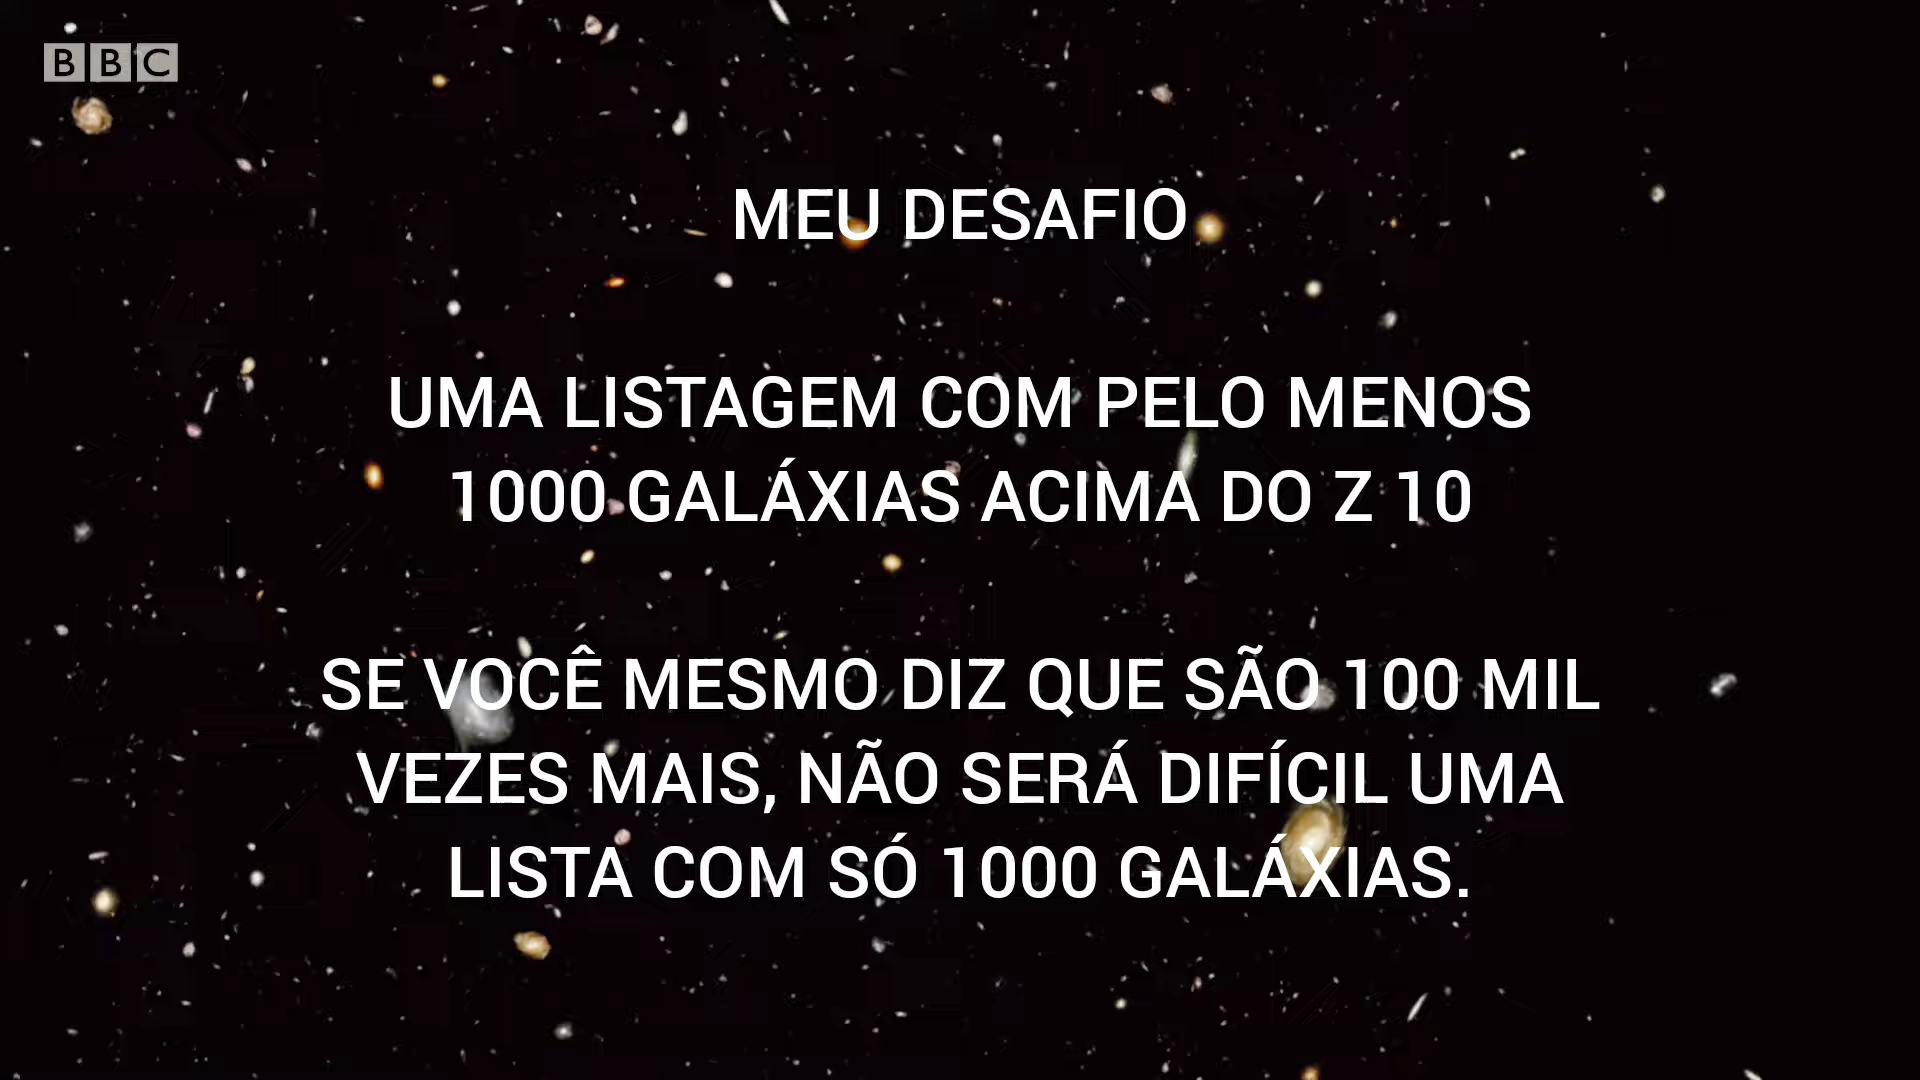 BBC
MEU DESAFIO
UMA LISTAGEM COM PELO MENOS
1000 GALÁXIAS ACIMA DO Z 10
SE VOCÊ MESMO DIZ QUE SÃO 100 MIL
VEZES MAIS, NÃO SERÁ DIFÍCIL UMA
LISTA COM SÓ 1000 GALÁXIAS.